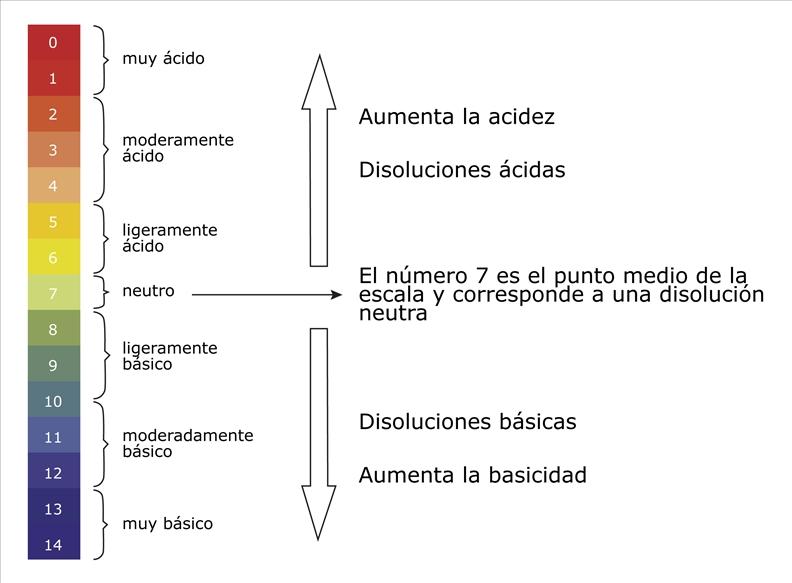 0
1
2
3
4
5
6
7
8
9
10
11
12
13
14
muy ácido
moderamente
ácido
ligeramente
ácido
neutro
ligeramente
básico
moderadamente
básico
muy básico
Aumenta la acidez
Disoluciones ácidas
El número 7 es el punto medio de la
escala y corresponde a una disolución
neutra
Disoluciones básicas
Aumenta la basicidad